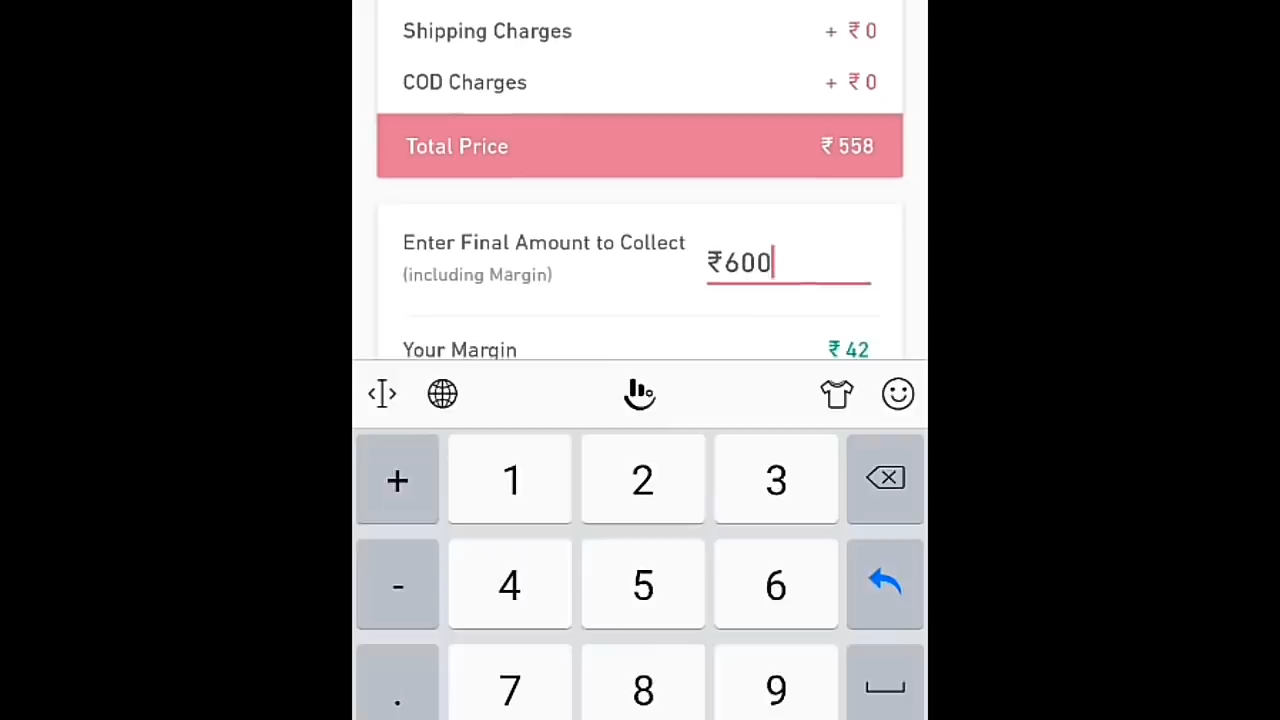 Shipping Charges + ₹ 0
COD Charges + ₹ 0
Total Price ₹ 558
Enter Final Amount to Collect
(including Margin)
₹600
Your Margin ₹ 42
+ 1 2 3
- 4 5 6
. 7 8 9